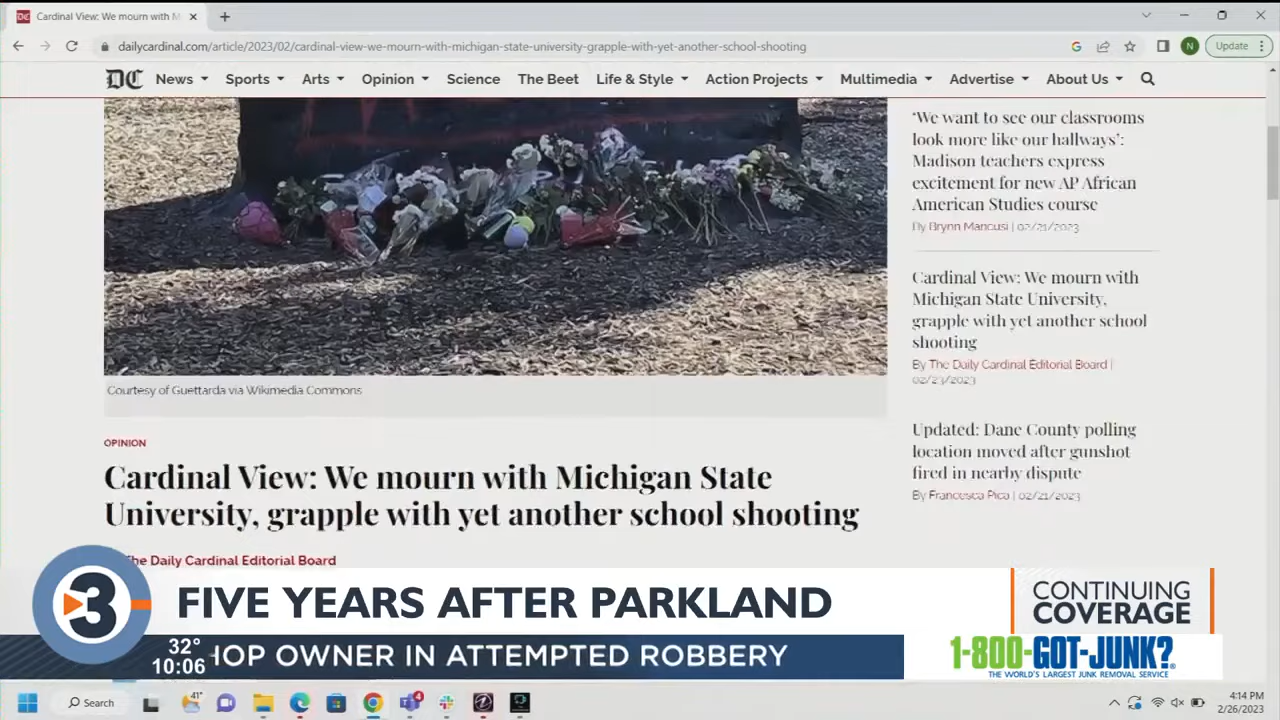 DC
Cardinal View: We mourn with M
dailycardinal.com/article/2023/02/cardinal-view-we-mourn-with-michigan-state-university-grapple-with-yet-another-school-shooting
G
N
Update
DC
News
Sports
Arts
Opinion
Science
The Beet
Life & Style
Action Projects
Multimedia
Advertise
About Us
Courtesy of Guettarda via Wikimedia Commons
OPINION
Cardinal View: We mourn with Michigan State
University, grapple with yet another school shooting
The Daily Cardinal Editorial Board
'We want to see our classrooms
look more like our hallways':
Madison teachers express
excitement for new AP African
American Studies course
By Brynn Mancusi | 02/21/2023
Cardinal View: We mourn with
Michigan State University,
grapple with yet another school
shooting
By The Daily Cardinal Editorial Board |
02/23/2023
Updated: Dane County polling
location moved after gunshot
fired in nearby dispute
By Francesca Pica | 02/21/2023
3
FIVE YEARS AFTER PARKLAND
CONTINUING
COVERAGE
32°
10:06
HOP OWNER IN ATTEMPTED ROBBERY
1-800-GOT-JUNK?
THE WORLD'S LARGEST JUNK REMOVAL SERVICE
Search
41°
4
4:14 PM
2/26/2023